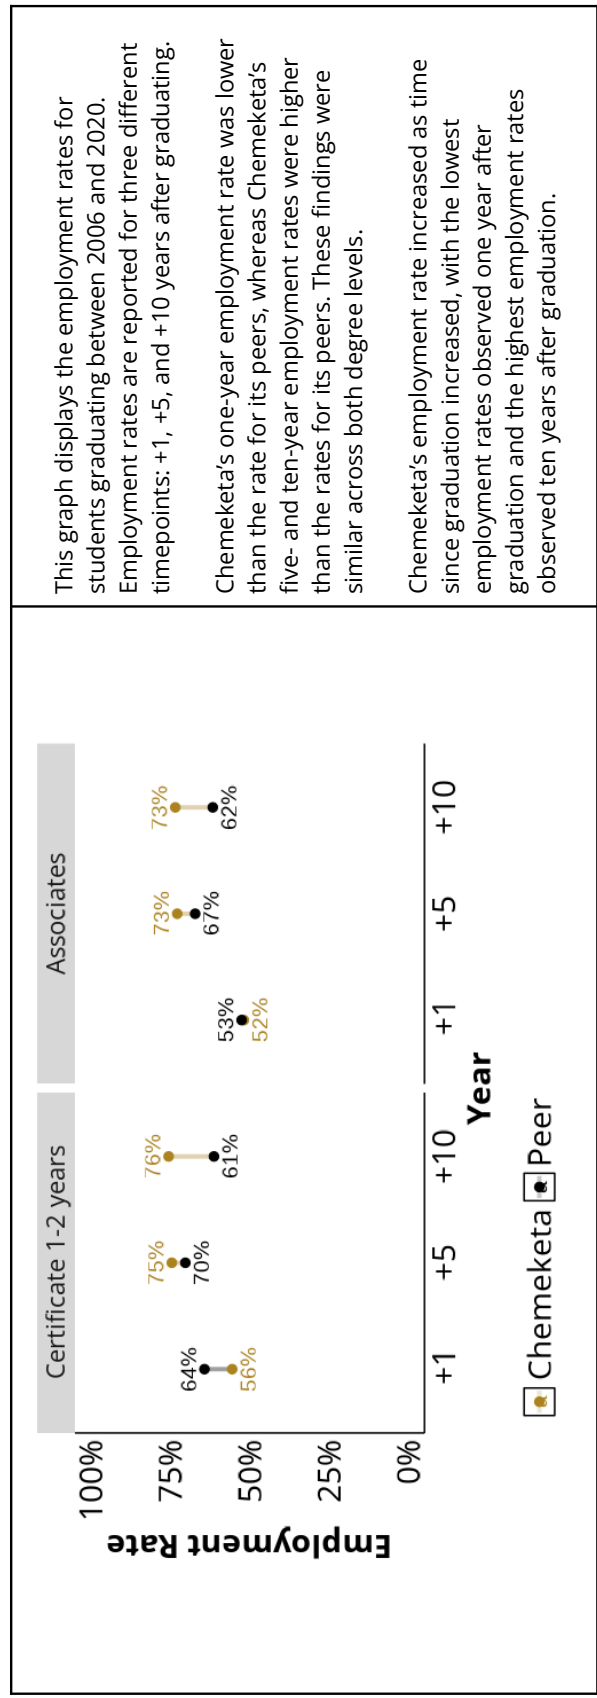 Certificate 1-2 years
Associates
Employment Rate
100%
75%
50%
25%
0%
64%
56%
75%
70%
76%
61%
53%
52%
73%
67%
73%
62%
+1
+5
+10
+1
+5
+10
Year
Chemeketa
Peer
This graph displays the employment rates for
students graduating between 2006 and 2020.
Employment rates are reported for three different
timepoints: +1, +5, and +10 years after graduating.
Chemeketa's one-year employment rate was lower
than the rate for its peers, whereas Chemeketa's
five- and ten-year employment rates were higher
than the rates for its peers. These findings were
similar across both degree levels.
Chemeketa's employment rate increased as time
since graduation increased, with the lowest
employment rates observed one year after
graduation and the highest employment rates
observed ten years after graduation.